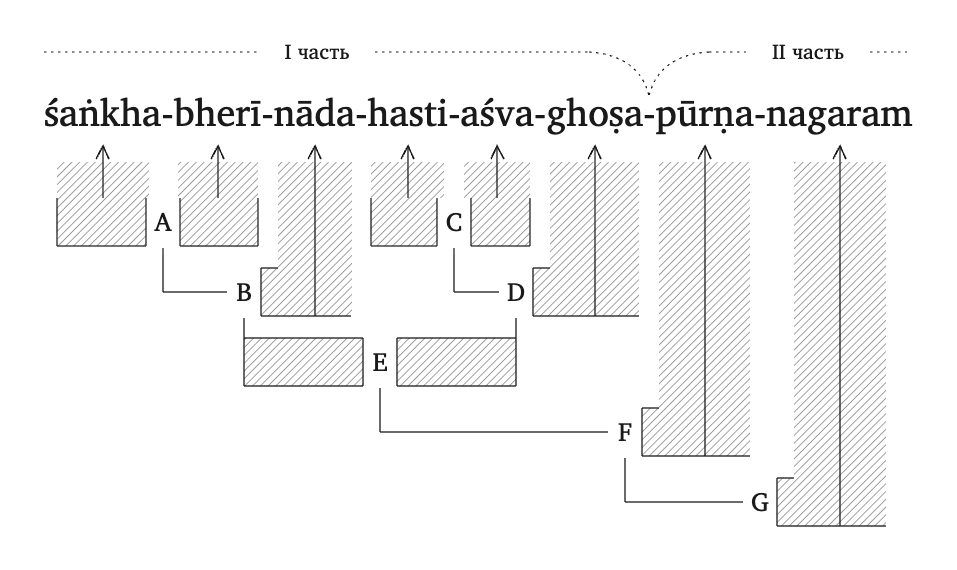 I часть II часть
śaṅkha-bherī-nāda-hasti-aśva-ghoṣa-pūrṇa-nagaram
A C
B D
E
F
G